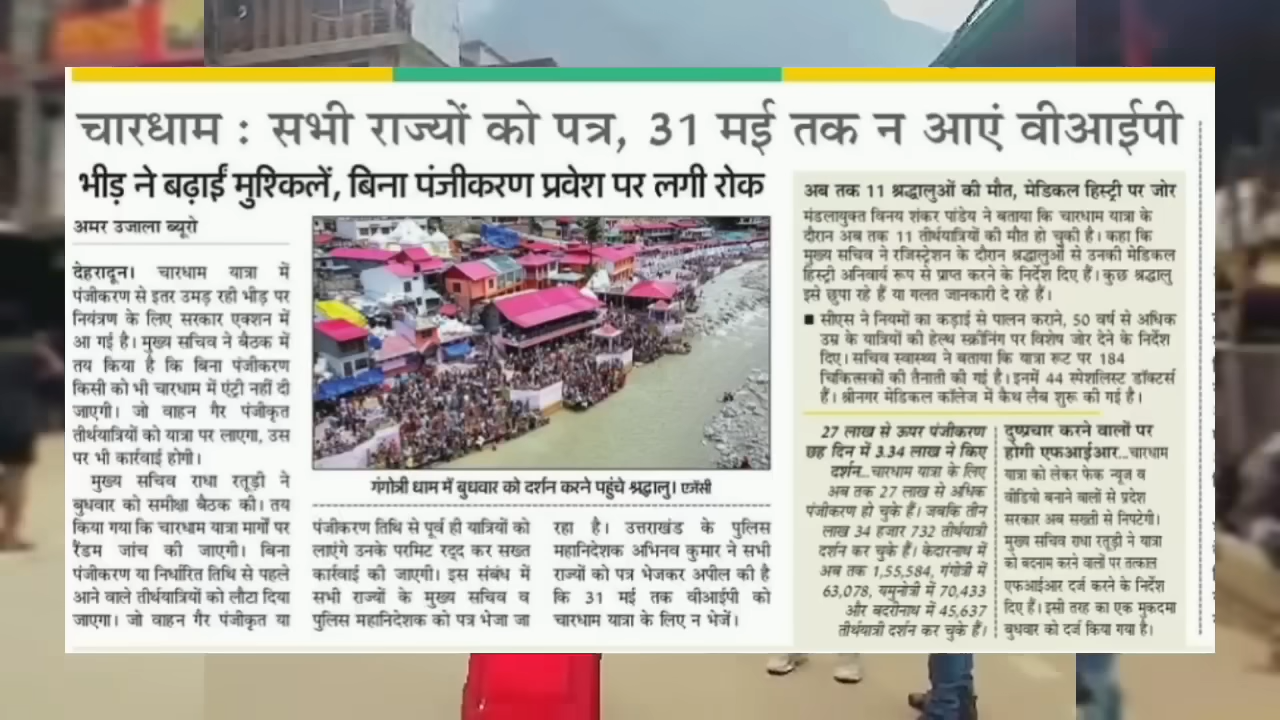 चारधाम : सभी राज्यों को पत्र, 31 मई तक न आएं वीआईपी
भीड़ ने बढ़ाईं मुश्किलें, बिना पंजीकरण प्रवेश पर लगी रोक
अमर उजाला ब्यूरो
देहरादून। चारधाम यात्रा में
पंजीकरण से इतर उमड़ रही भीड़ पर
नियंत्रण के लिए सरकार एक्शन में
आ गई है। मुख्य सचिव ने बैठक में
तय किया है कि बिना पंजीकरण
किसी को भी चारधाम में एंट्री नहीं दी
जाएगी। जो वाहन गैर पंजीकृत
तीर्थयात्रियों को यात्रा पर लाएगा, उस
पर भी कार्रवाई होगी।
मुख्य सचिव राधा रतूड़ी ने
बुधवार को समीक्षा बैठक की। तय
किया गया कि चारधाम यात्रा मार्गों पर
रैंडम जांच की जाएगी। बिना
पंजीकरण या निर्धारित तिथि से पहले
आने वाले तीर्थयात्रियों को लौटा दिया
जाएगा। जो वाहन गैर पंजीकृत या
गंगोत्री धाम में बुधवार को दर्शन करने पहुंचे श्रद्धालु। एजेंसी
पंजीकरण तिथि से पूर्व ही यात्रियों को
लाएंगे उनके परमिट रद्द कर सख्त
कार्रवाई की जाएगी। इस संबंध में
सभी राज्यों के मुख्य सचिव व
पुलिस महानिदेशक को पत्र भेजा जा
रहा है। उत्तराखंड के पुलिस
महानिदेशक अभिनव कुमार ने सभी
राज्यों को पत्र भेजकर अपील की है
कि 31 मई तक वीआईपी को
चारधाम यात्रा के लिए न भेजें।
अब तक 11 श्रद्धालुओं की मौत, मेडिकल हिस्ट्री पर जोर
मंडलायुक्त विनय शंकर पांडेय ने बताया कि चारधाम यात्रा के
दौरान अब तक 11 तीर्थयात्रियों की मौत हो चुकी है। कहा कि
मुख्य सचिव ने रजिस्ट्रेशन के दौरान श्रद्धालुओं से उनकी मेडिकल
हिस्ट्री अनिवार्य रूप से प्राप्त करने के निर्देश दिए हैं। कुछ श्रद्धालु
इसे छुपा रहे हैं या गलत जानकारी दे रहे हैं।
■ सीएस ने नियमों का कड़ाई से पालन कराने, 50 वर्ष से अधिक
उम्र के यात्रियों की हेल्थ स्क्रीनिंग पर विशेष जोर देने के निर्देश
दिए। सचिव स्वास्थ्य ने बताया कि यात्रा रूट पर 184
चिकित्सकों की तैनाती की गई है। इनमें 44 स्पेशलिस्ट डॉक्टर्स
हैं। श्रीनगर मेडिकल कॉलेज में कैथ लैब शुरू की गई है।
27 लाख से ऊपर पंजीकरण
छह दिन में 3.34 लाख ने किए
दर्शन...चारधाम यात्रा के लिए
अब तक 27 लाख से अधिक
पंजीकरण हो चुके हैं। जबकि तीन
लाख 34 हजार 732 तीर्थयात्री
दर्शन कर चुके हैं। केदारनाथ में
अब तक 1,55,584, गंगोत्री में
63,078, यमुनोत्री में 70,433
और बदरीनाथ में 45,637
तीर्थयात्री दर्शन कर चुके हैं।
दुष्प्रचार करने वालों पर
होगी एफआईआर...चारधाम
यात्रा को लेकर फेक न्यूज व
वीडियो बनाने वालों से प्रदेश
सरकार अब सख्ती से निपटेगी।
मुख्य सचिव राधा रतूड़ी ने यात्रा
को बदनाम करने वालों पर तत्काल
एफआईआर दर्ज करने के निर्देश
दिए हैं। इसी तरह का एक मुकदमा
बुधवार को दर्ज किया गया है।